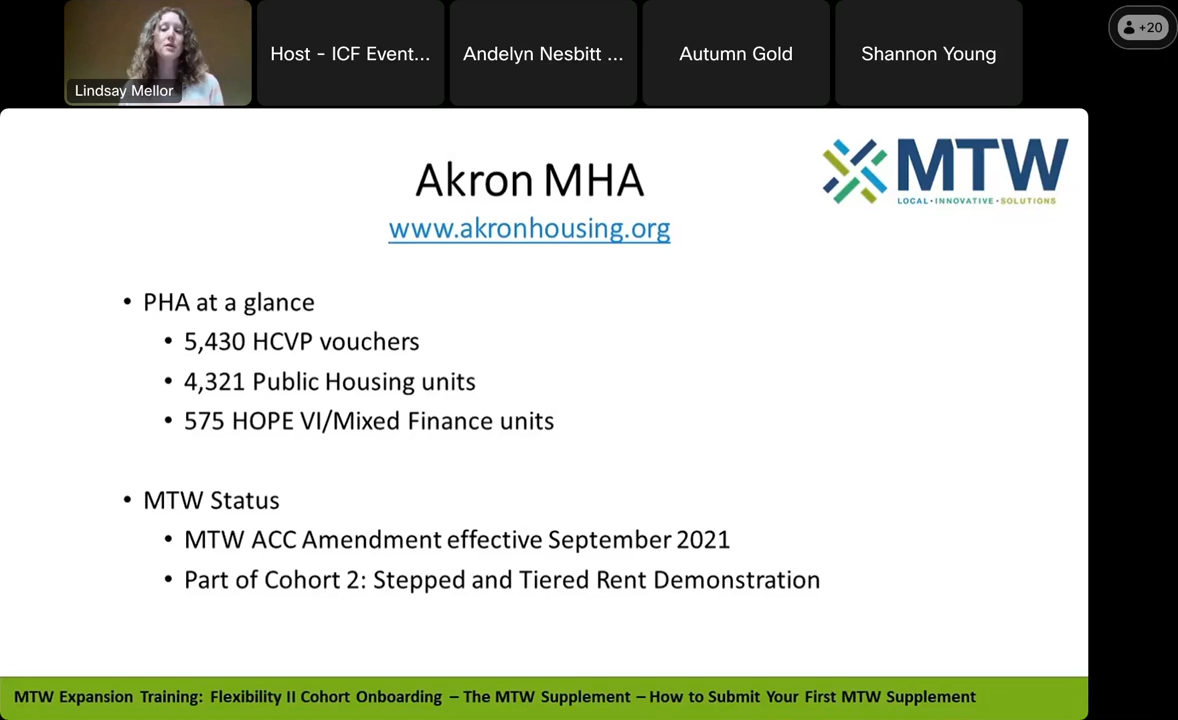 Lindsay Mellor
Host - ICF Event...
Andelyn Nesbitt ...
Autumn Gold
Shannon Young
+20
MTW
LOCAL • INNOVATIVE • SOLUTIONS
Akron MHA
www.akronhousing.org
• PHA at a glance
• 5,430 HCVP vouchers
• 4,321 Public Housing units
• 575 HOPE VI/Mixed Finance units
• MTW Status
• MTW ACC Amendment effective September 2021
• Part of Cohort 2: Stepped and Tiered Rent Demonstration
MTW Expansion Training: Flexibility II Cohort Onboarding – The MTW Supplement – How to Submit Your First MTW Supplement